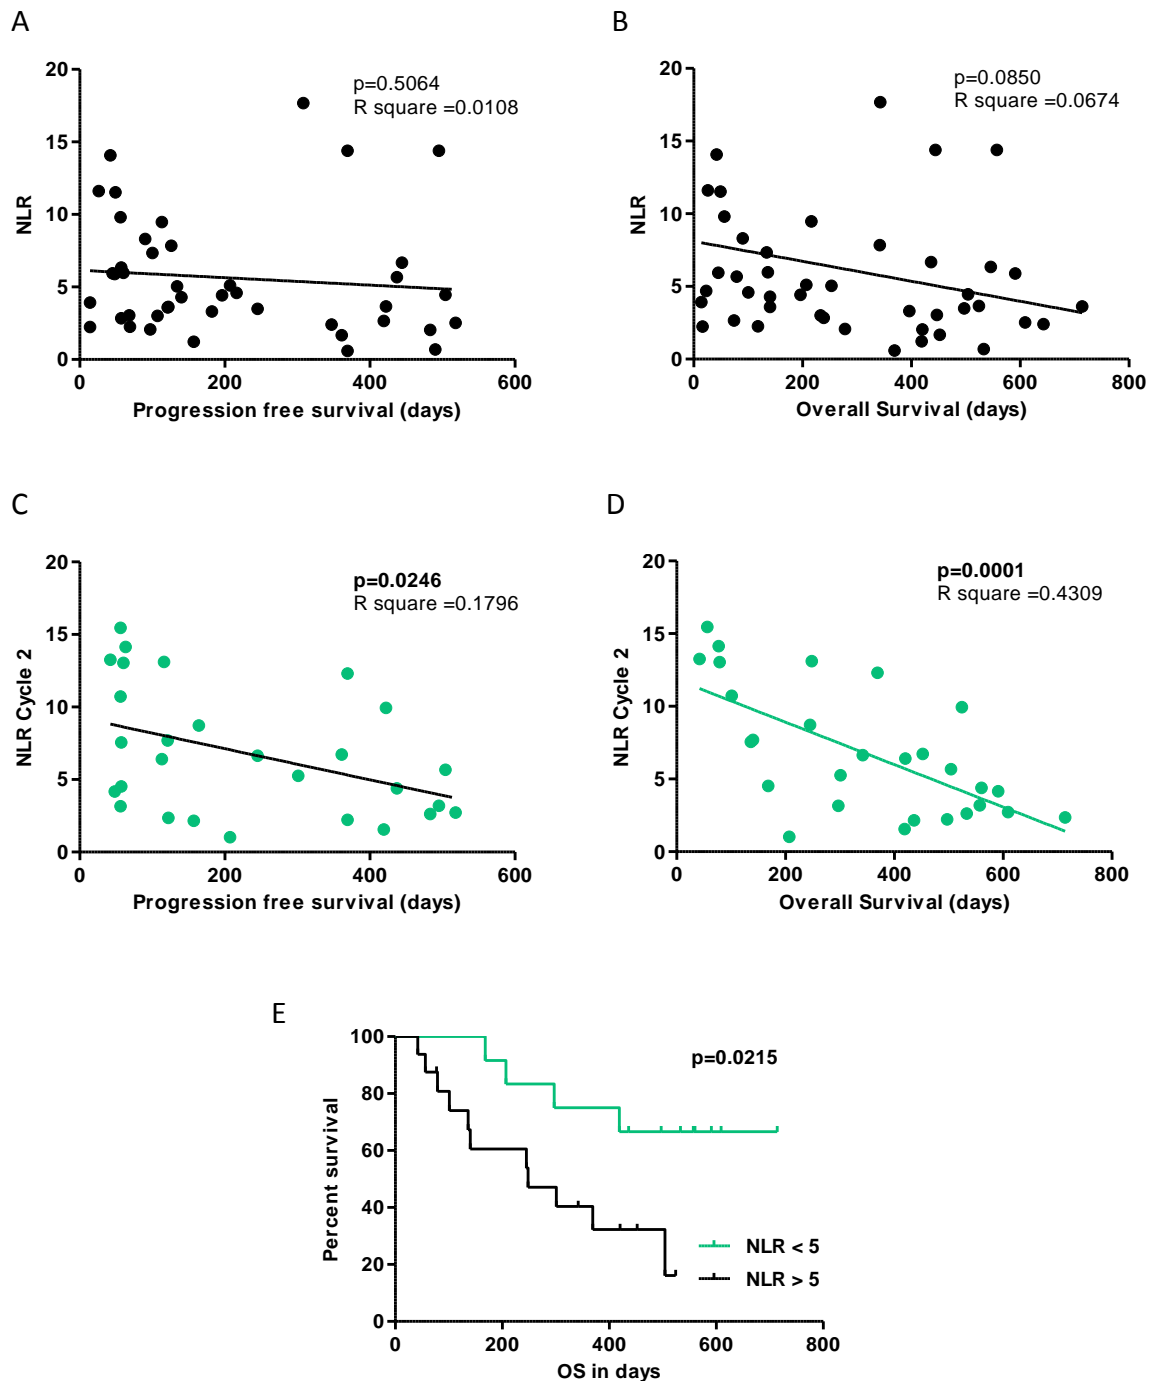 A
20
15
10
5
0
NLR
p=0.5064
R square =0.0108
0 200 400 600
Progression free survival (days)
B
20
15
10
5
0
NLR
p=0.0850
R square =0.0674
0 200 400 600 800
Overall Survival (days)
C
20
15
10
5
0
NLR Cycle 2
p=0.0246
R square =0.1796
0 200 400 600
Progression free survival (days)
D
20
15
10
5
0
NLR Cycle 2
p=0.0001
R square =0.4309
0 200 400 600 800
Overall Survival (days)
E
100
80
60
40
20
0
Percent survival
p=0.0215
NLR < 5
NLR > 5
0 200 400 600 800
OS in days